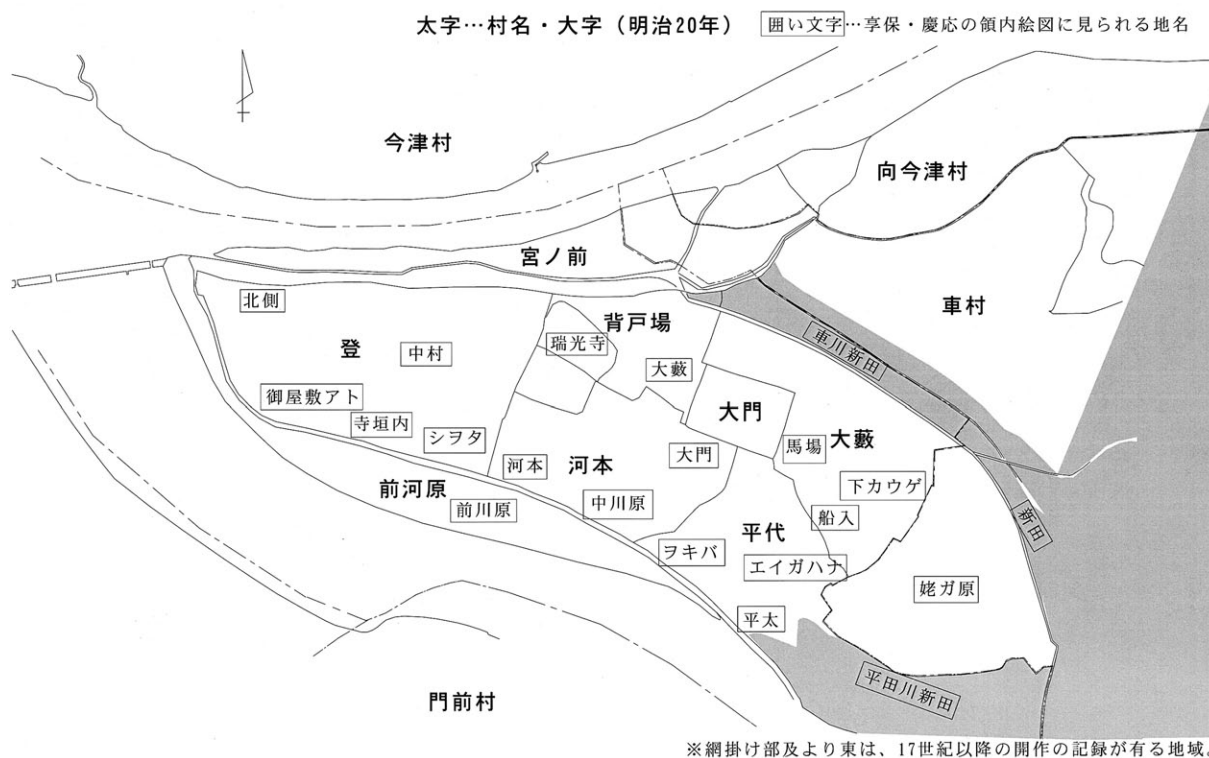 太字…村名・大字（明治20年） 囲い文字…享保・慶応の領内絵図に見られる地名
今津村
向今津村
宮ノ前
車村
北側
背戸場
登
中村
瑞光寺
車川新田
大藪
御屋敷アト
大門
寺垣内
シヲタ
馬場
大藪
河本
河本
大門
前河原
下カウゲ
前川原
中川原
船入
新田
平代
ヲキバ
エイガハナ
姥ガ原
平太
平田川新田
門前村
※網掛け部及より東は、17世紀以降の開作の記録が有る地域。